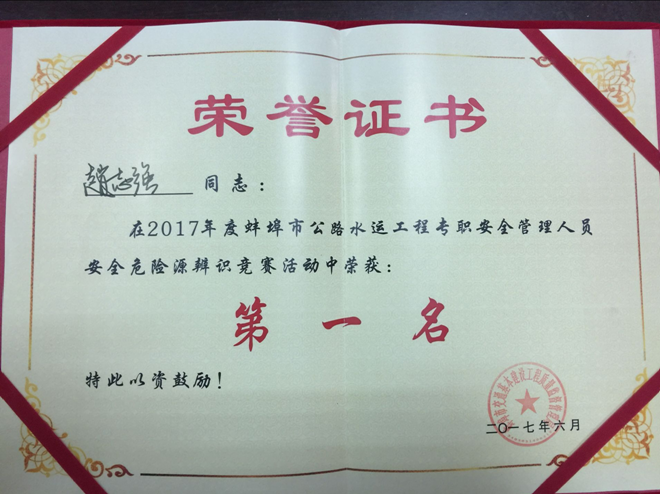 荣誉证书
赵志强 同志：
在2017年度蚌埠市公路水运工程专职安全管理人员
安全危险源辨识竞赛活动中荣获：
第一名
特此以资鼓励！
二〇一七年六月